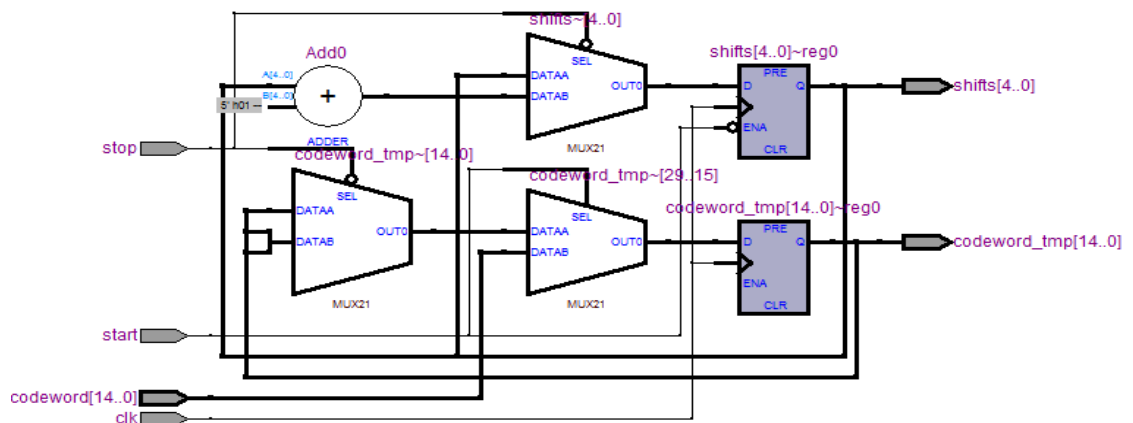 shifts~[4..0]
Add0
SEL
shifts[4..0]~reg0
A[4..0]
DATAA
OUT0
D
PRE
Q
shifts[4..0]
B[4..0]
5' h01 --
+
DATAB
ENA
ADDER
MUX21
CLR
stop
codeword_tmp~[14..0]
codeword_tmp~[29..15]
SEL
SEL
codeword_tmp[14..0]~reg0
DATAA
OUT0
DATAA
OUT0
D
PRE
Q
codeword_tmp[14..0]
DATAB
DATAB
ENA
MUX21
MUX21
CLR
start
codeword[14..0]
clk